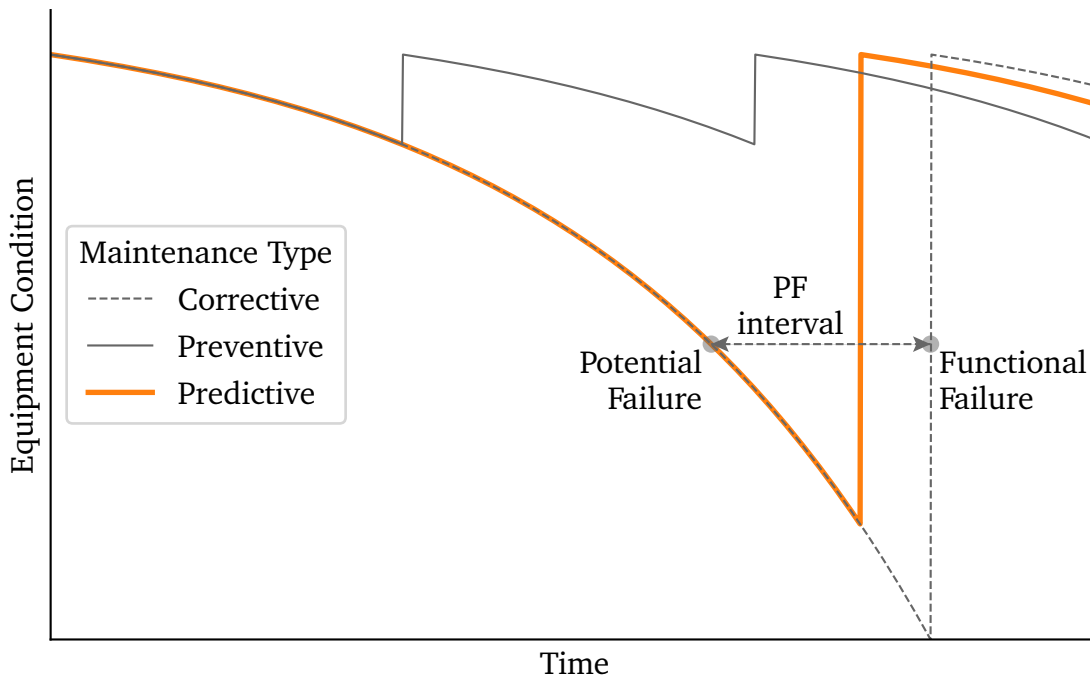 Equipment Condition
Maintenance Type
Corrective
Preventive
Predictive
PF
interval
Potential
Failure
Functional
Failure
Time